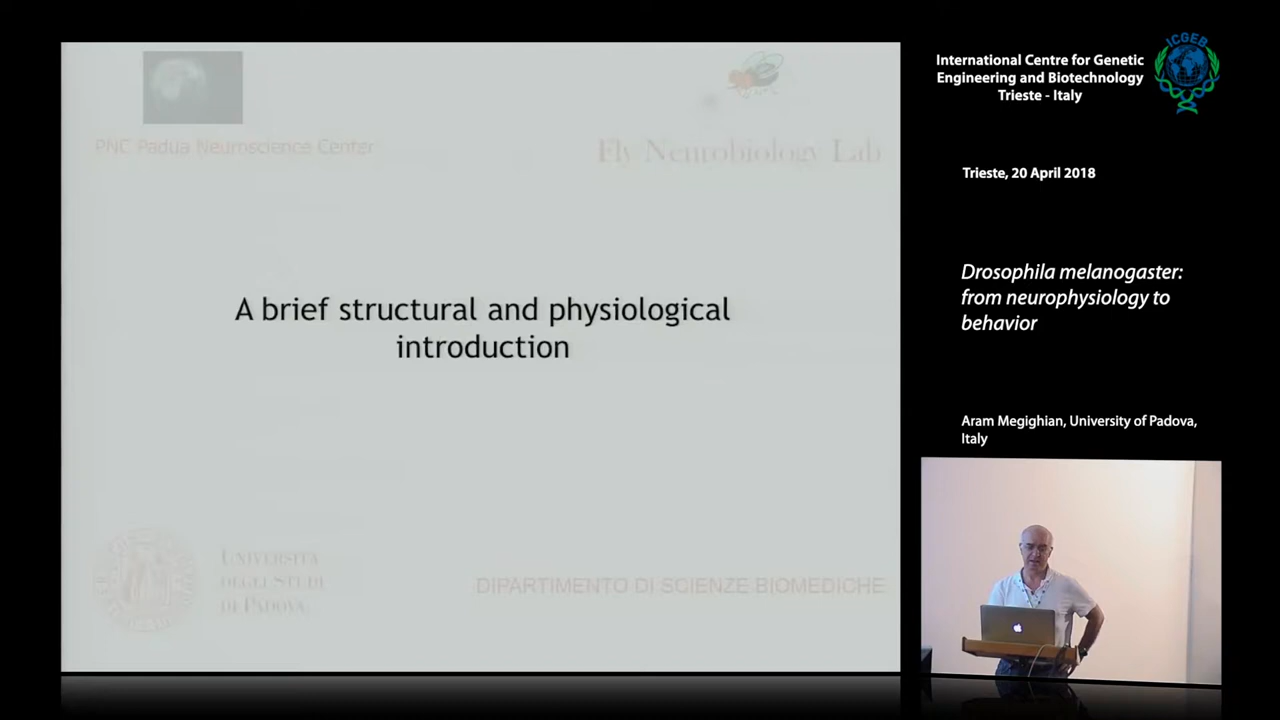 PNC Padua Neuroscience Center
Fly Neurobiology Lab
A brief structural and physiological
introduction
UNIVERSITÀ
DEGLI STUDI
DI PADOVA
DIPARTIMENTO DI SCIENZE BIOMEDICHE
International Centre for Genetic
Engineering and Biotechnology
Trieste - Italy
ICGEB
Trieste, 20 April 2018
Drosophila melanogaster:
from neurophysiology to
behavior
Aram Megighian, University of Padova,
Italy